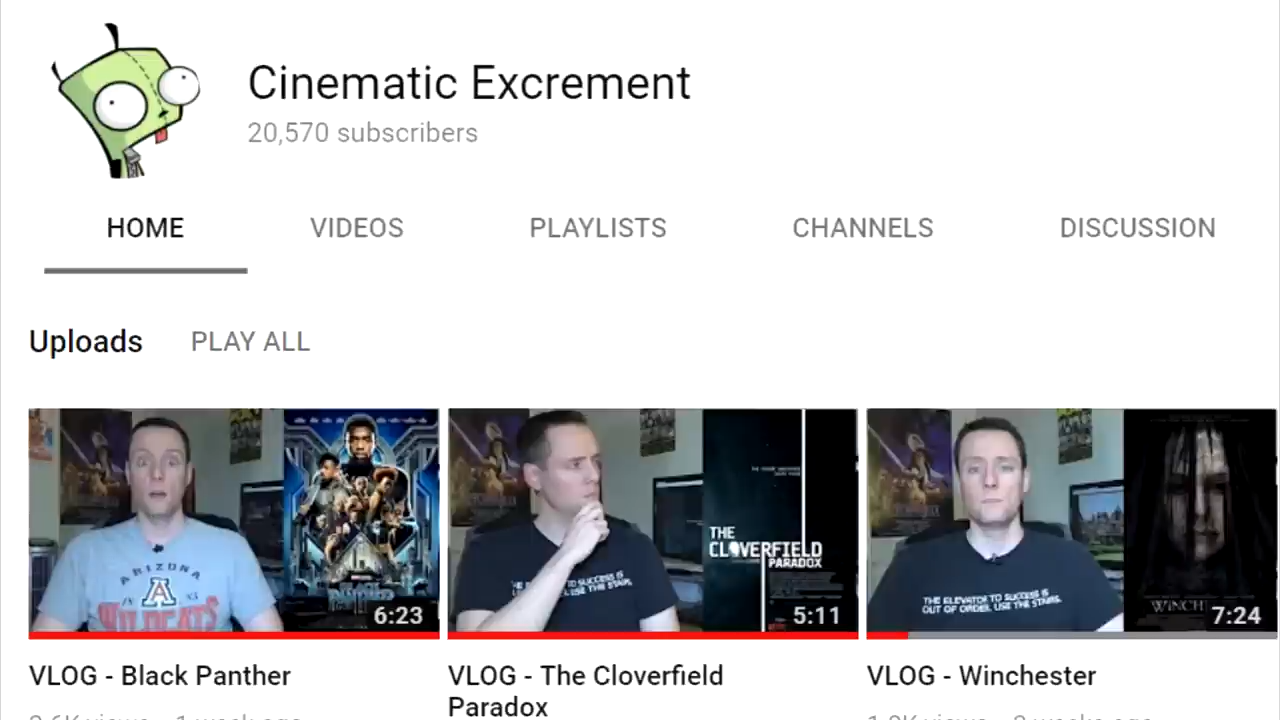 Cinematic Excrement
20,570 subscribers
HOME
VIDEOS
PLAYLISTS
CHANNELS
DISCUSSION
Uploads
PLAY ALL
ARIZONA
A
WILDCATS
6:23
THE
CLOVERFIELD
PARADOX
5:11
THE ELEVATOR TO SUCCESS IS
OUT OF ORDER. USE THE STAIRS.
WINCH
7:24
VLOG - Black Panther
VLOG - The Cloverfield
Paradox
VLOG - Winchester